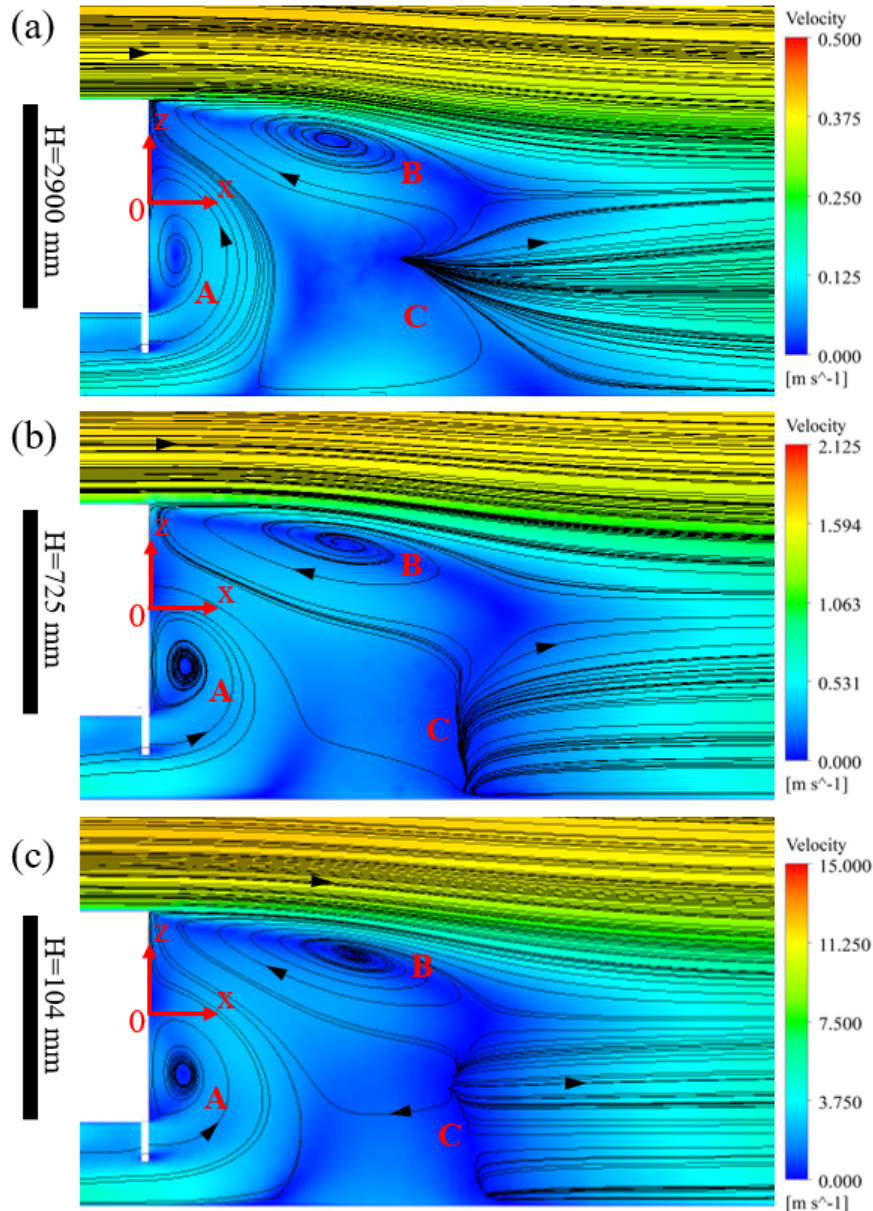 (a)
Velocity
0.500
0.375
0.250
0.125
0.000
[m s^-1]
H=2900 mm
Z
X
0
A
B
C
(b)
Velocity
2.125
1.594
1.063
0.531
0.000
[m s^-1]
H=725 mm
Z
X
0
A
B
C
(c)
Velocity
15.000
11.250
7.500
3.750
0.000
[m s^-1]
H=104 mm
Z
X
0
A
B
C